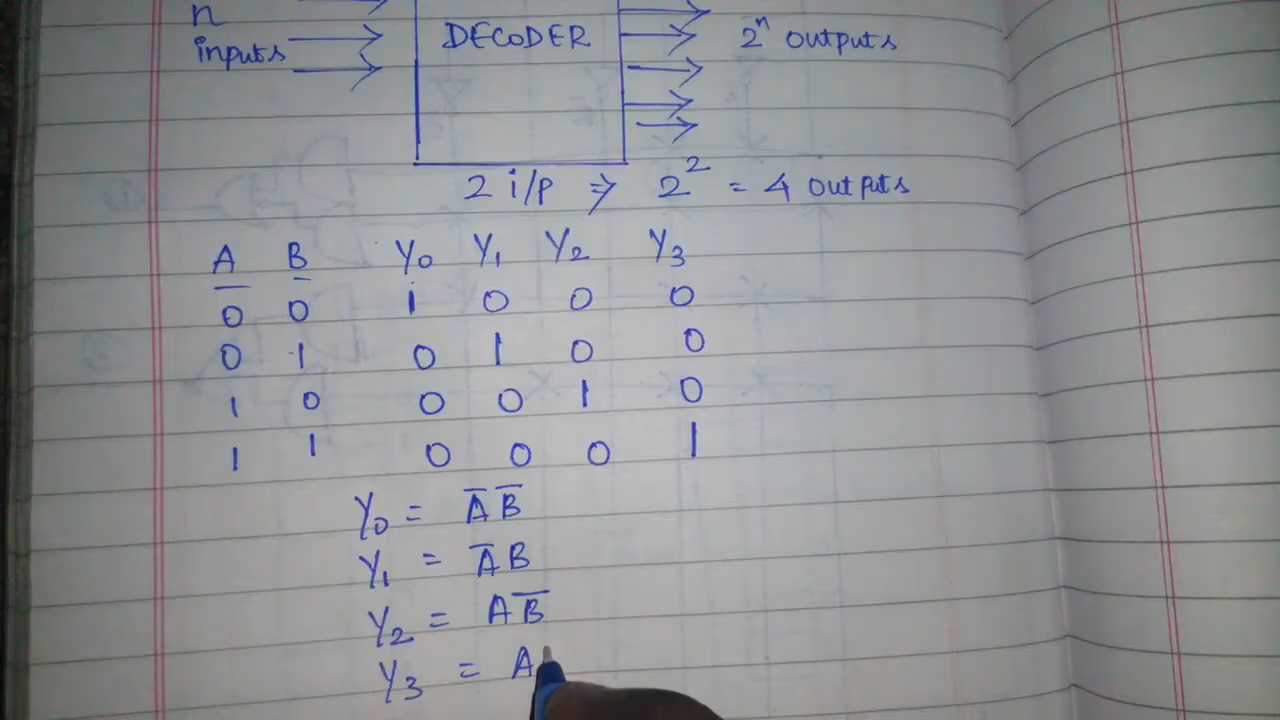 n
inputs DECODER 2ⁿ outputs
2 i/p ⇒ 2² = 4 outputs
A B Y₀ Y₁ Y₂ Y₃
0 0 1 0 0 0
0 1 0 1 0 0
1 0 0 0 1 0
1 1 0 0 0 1
Y₀ = A̅ B̅
Y₁ = A̅ B
Y₂ = A B̅
Y₃ = A